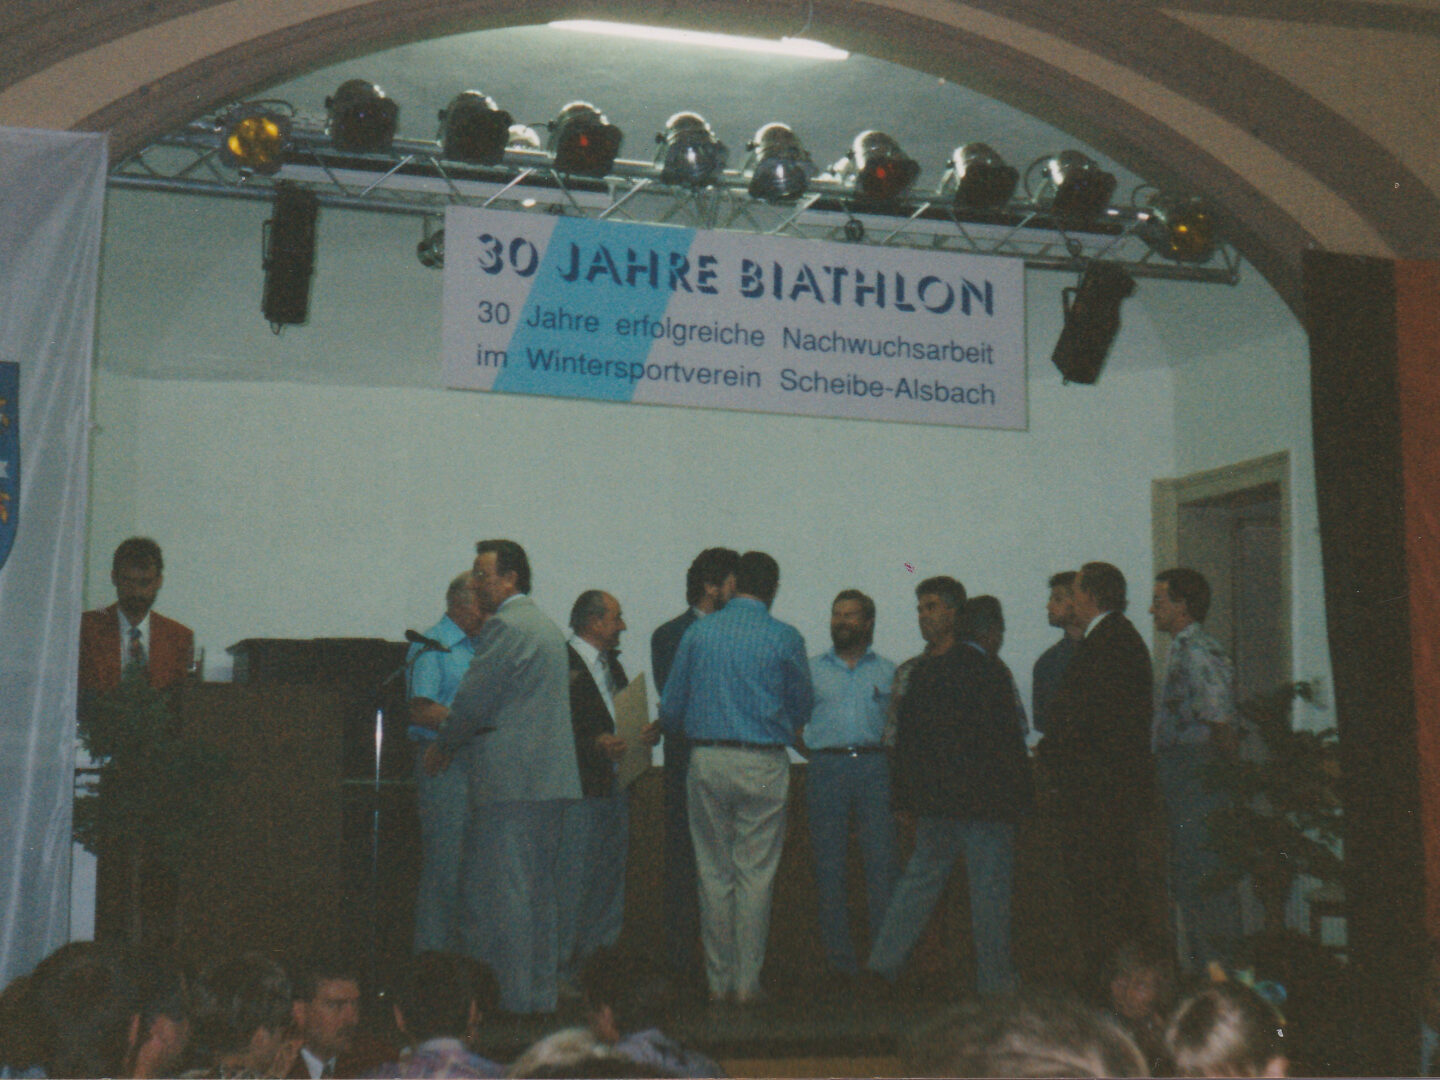 30 JAHRE BIATHLON
30 Jahre erfolgreiche Nachwuchsarbeit
im Wintersportverein Scheibe-Alsbach